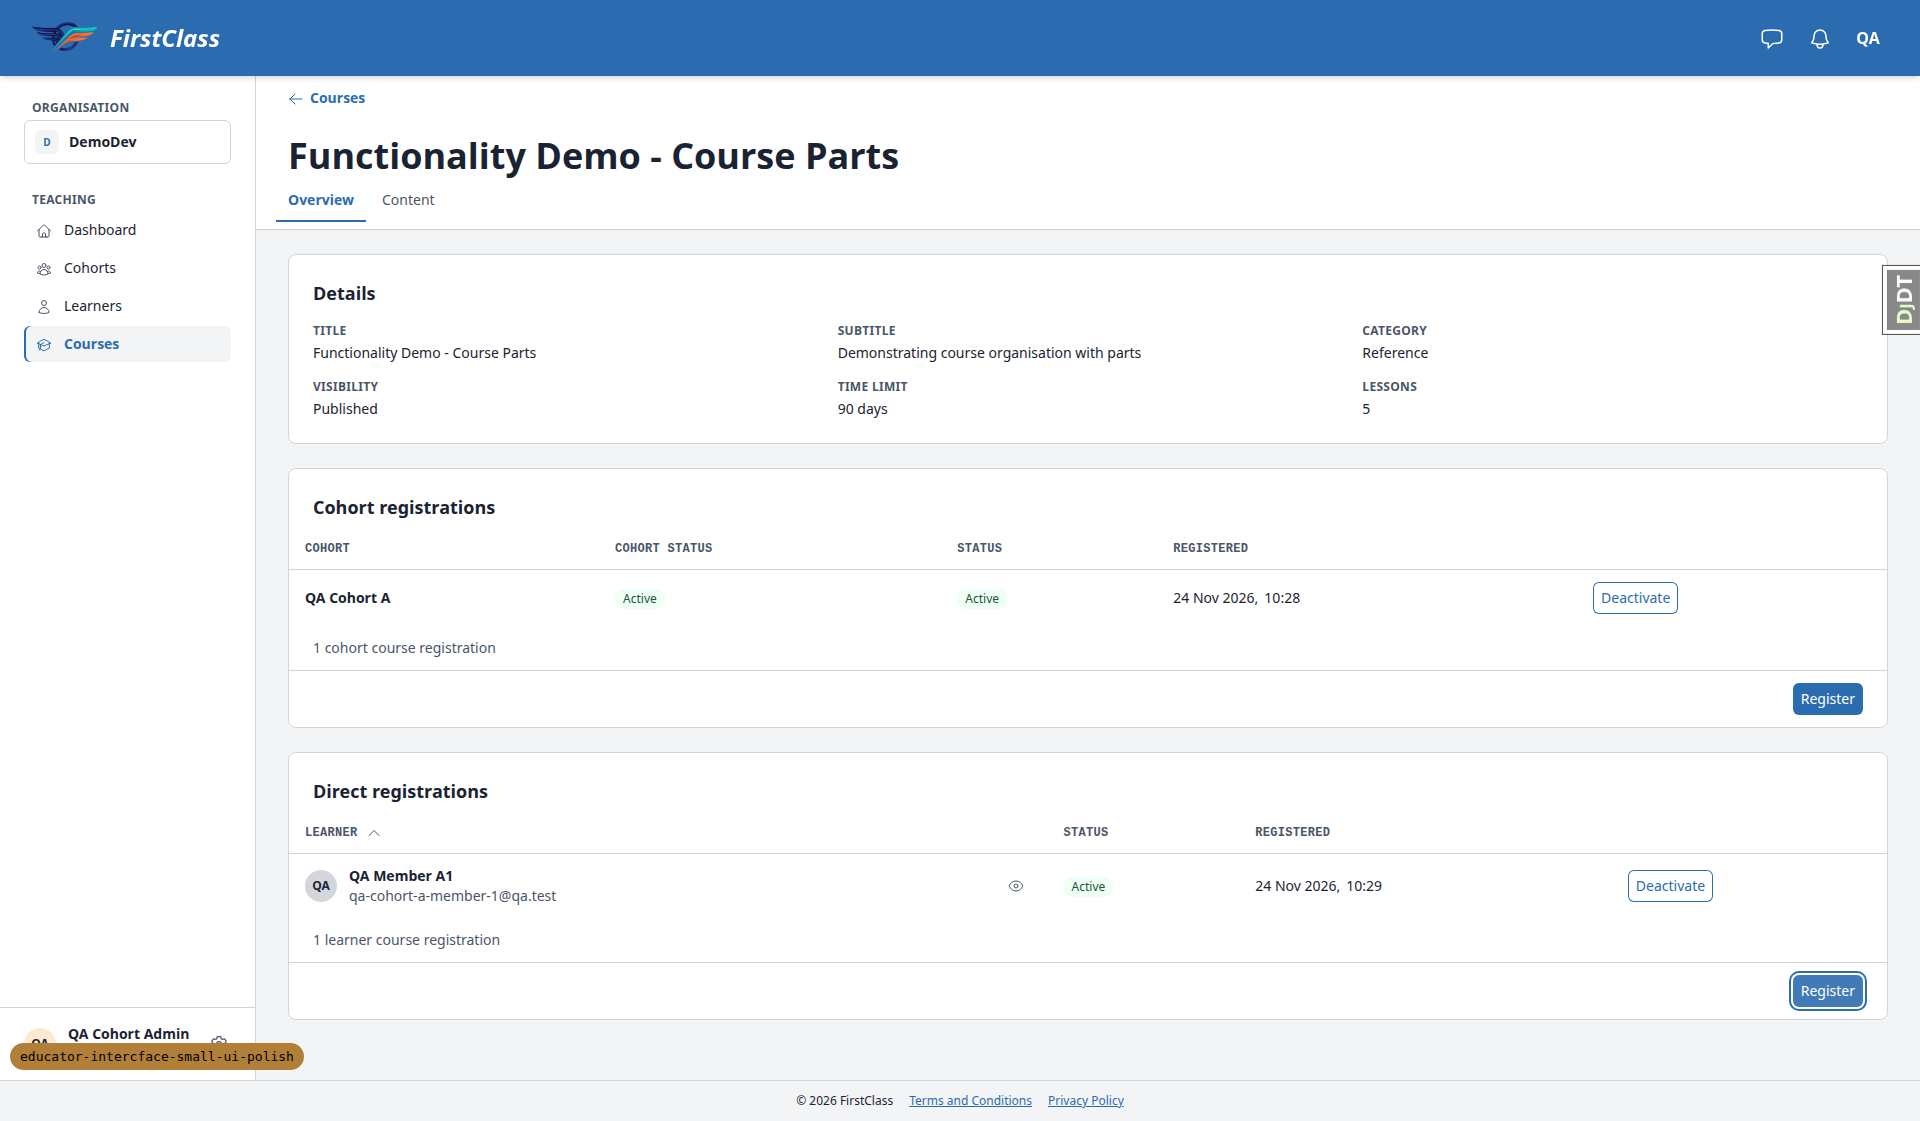 FirstClass
QA
ORGANISATION
D DemoDev
TEACHING
Dashboard
Cohorts
Learners
Courses
Courses
Functionality Demo - Course Parts
Overview Content
Details
TITLE SUBTITLE CATEGORY
Functionality Demo - Course Parts Demonstrating course organisation with parts Reference
VISIBILITY TIME LIMIT LESSONS
Published 90 days 5
Cohort registrations
COHORT COHORT STATUS STATUS REGISTERED
QA Cohort A Active Active 24 Nov 2026, 10:28 Deactivate
1 cohort course registration
Register
Direct registrations
LEARNER STATUS REGISTERED
QA QA Member A1 Active 24 Nov 2026, 10:29 Deactivate
qa-cohort-a-member-1@qa.test
1 learner course registration
Register
DjDT
QA QA Cohort Admin
educator-intercface-small-ui-polish
© 2026 FirstClass Terms and Conditions Privacy Policy